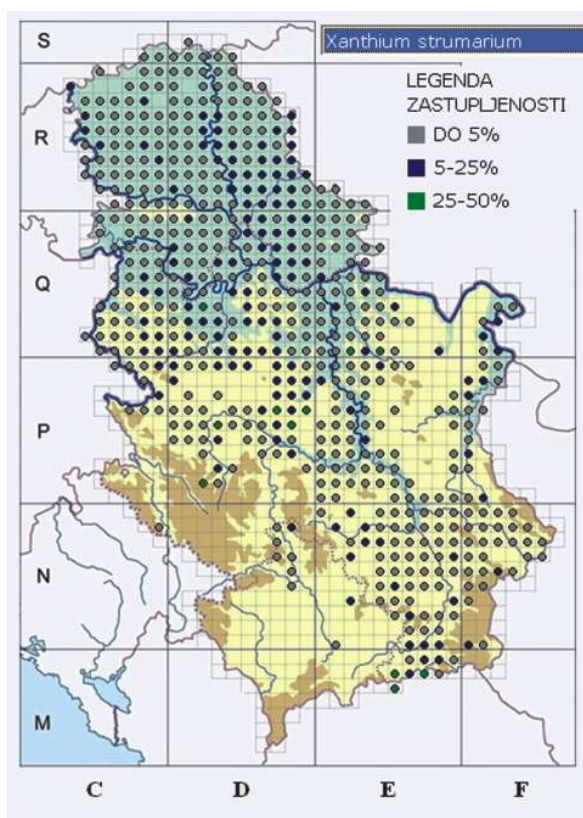 S
Xanthium strumarium
LEGENDA
ZASTUPLJENOSTI
DO 5%
5-25%
25-50%
R
Q
P
N
M
C D E F